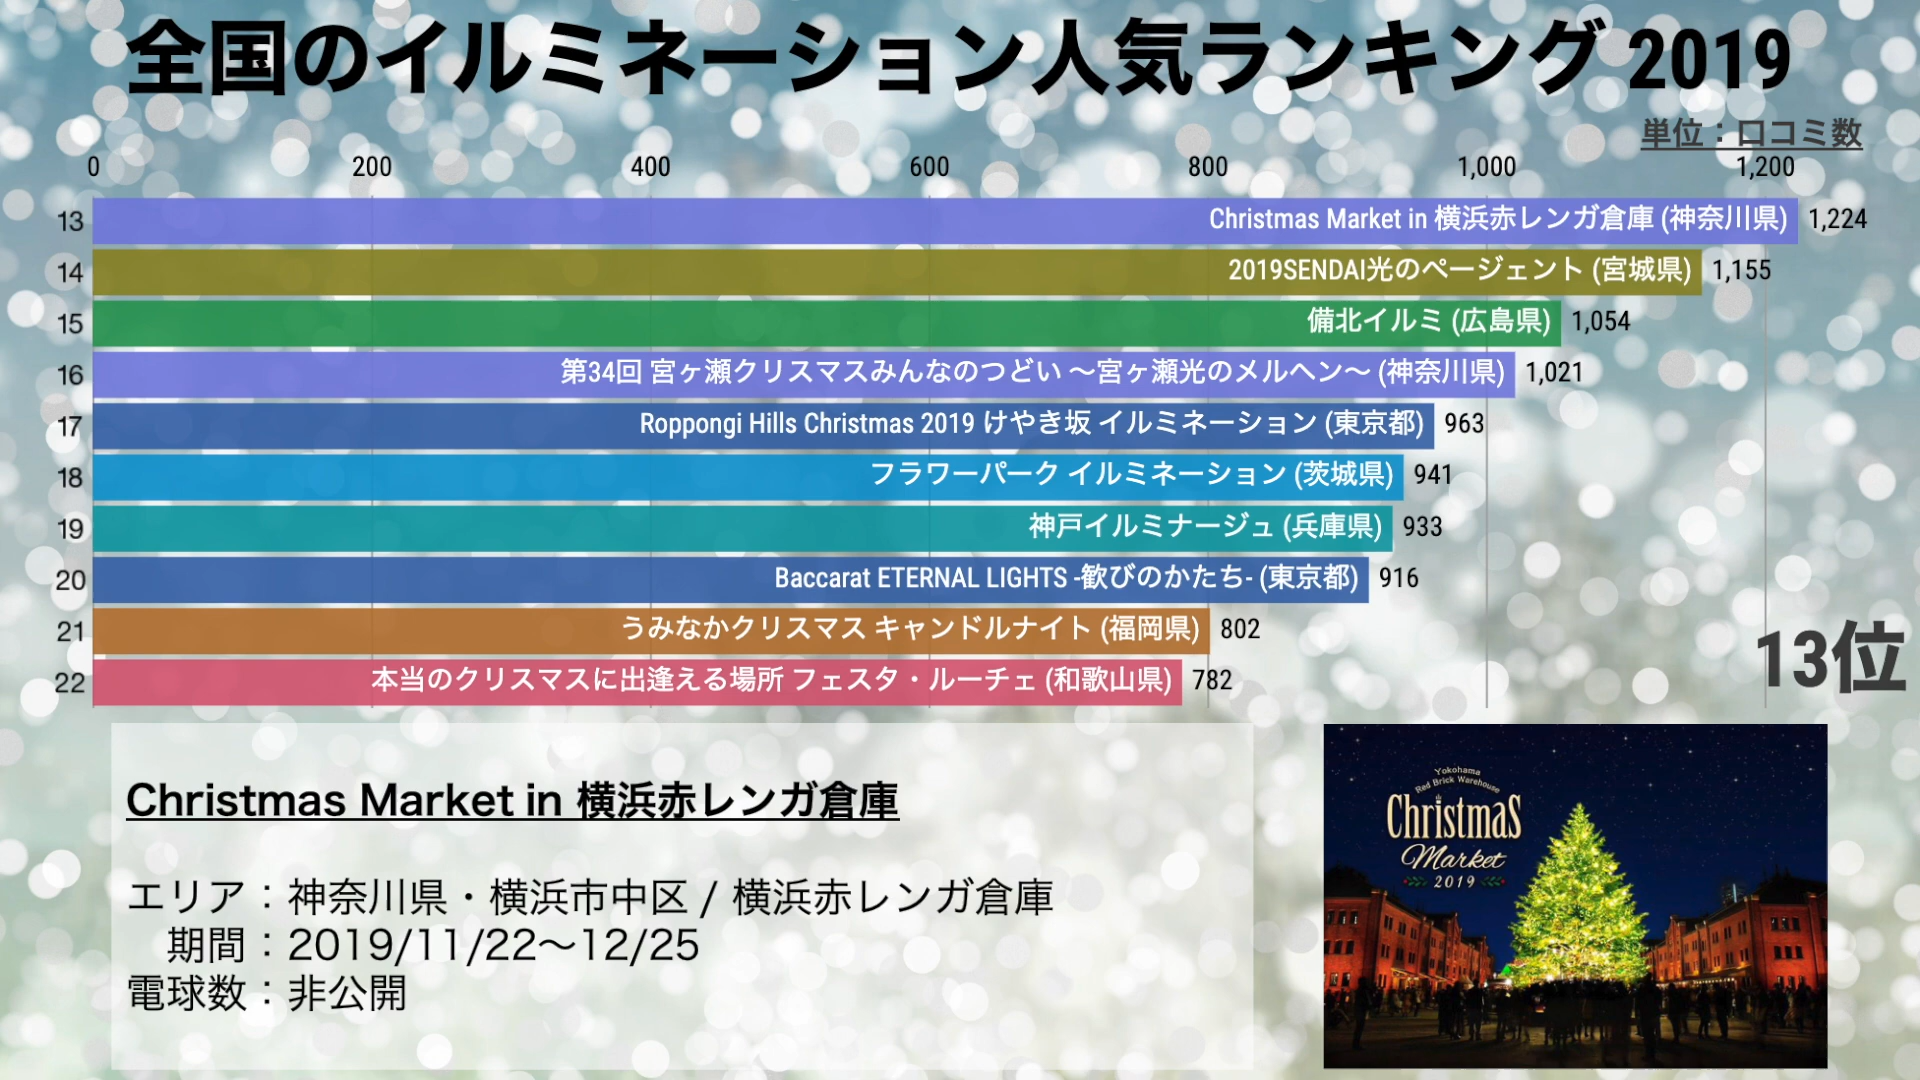 全国のイルミネーション人気ランキング 2019
単位：口コミ数
0 200 400 600 800 1,000 1,200
13 Christmas Market in 横浜赤レンガ倉庫 (神奈川県) 1,224
14 2019SENDAI光のページェント (宮城県) 1,155
15 備北イルミ (広島県) 1,054
16 第34回 宮ヶ瀬クリスマスみんなのつどい ～宮ヶ瀬光のメルヘン～ (神奈川県) 1,021
17 Roppongi Hills Christmas 2019 けやき坂 イルミネーション (東京都) 963
18 フラワーパーク イルミネーション (茨城県) 941
19 神戸イルミナージュ (兵庫県) 933
20 Baccarat ETERNAL LIGHTS -歓びのかたち- (東京都) 916
21 うみなかクリスマス キャンドルナイト (福岡県) 802
22 本当のクリスマスに出逢える場所 フェスタ・ルーチェ (和歌山県) 782
13位
Christmas Market in 横浜赤レンガ倉庫
エリア：神奈川県・横浜市中区 / 横浜赤レンガ倉庫
期間：2019/11/22～12/25
電球数：非公開
Yokohama
Red Brick Warehouse
Christmas
Market
2019